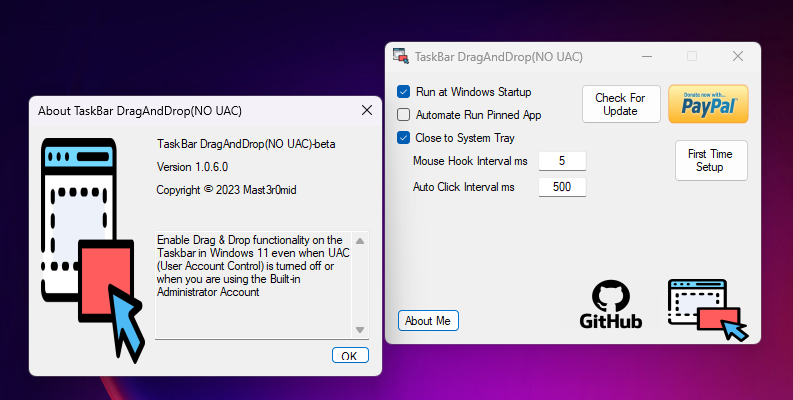 About TaskBar DragAndDrop(NO UAC)
TaskBar DragAndDrop(NO UAC)-beta
Version 1.0.6.0
Copyright © 2023 Mast3r0mid
Enable Drag & Drop functionality on the
Taskbar in Windows 11 even when UAC
(User Account Control) is turned off or
when you are using the Built-in
Administrator Account
OK
TaskBar DragAndDrop(NO UAC)
Run at Windows Startup
Automate Run Pinned App
Close to System Tray
Mouse Hook Interval ms
5
Auto Click Interval ms
500
Check For
Update
Donate now with...
PayPal
First Time
Setup
About Me
GitHub